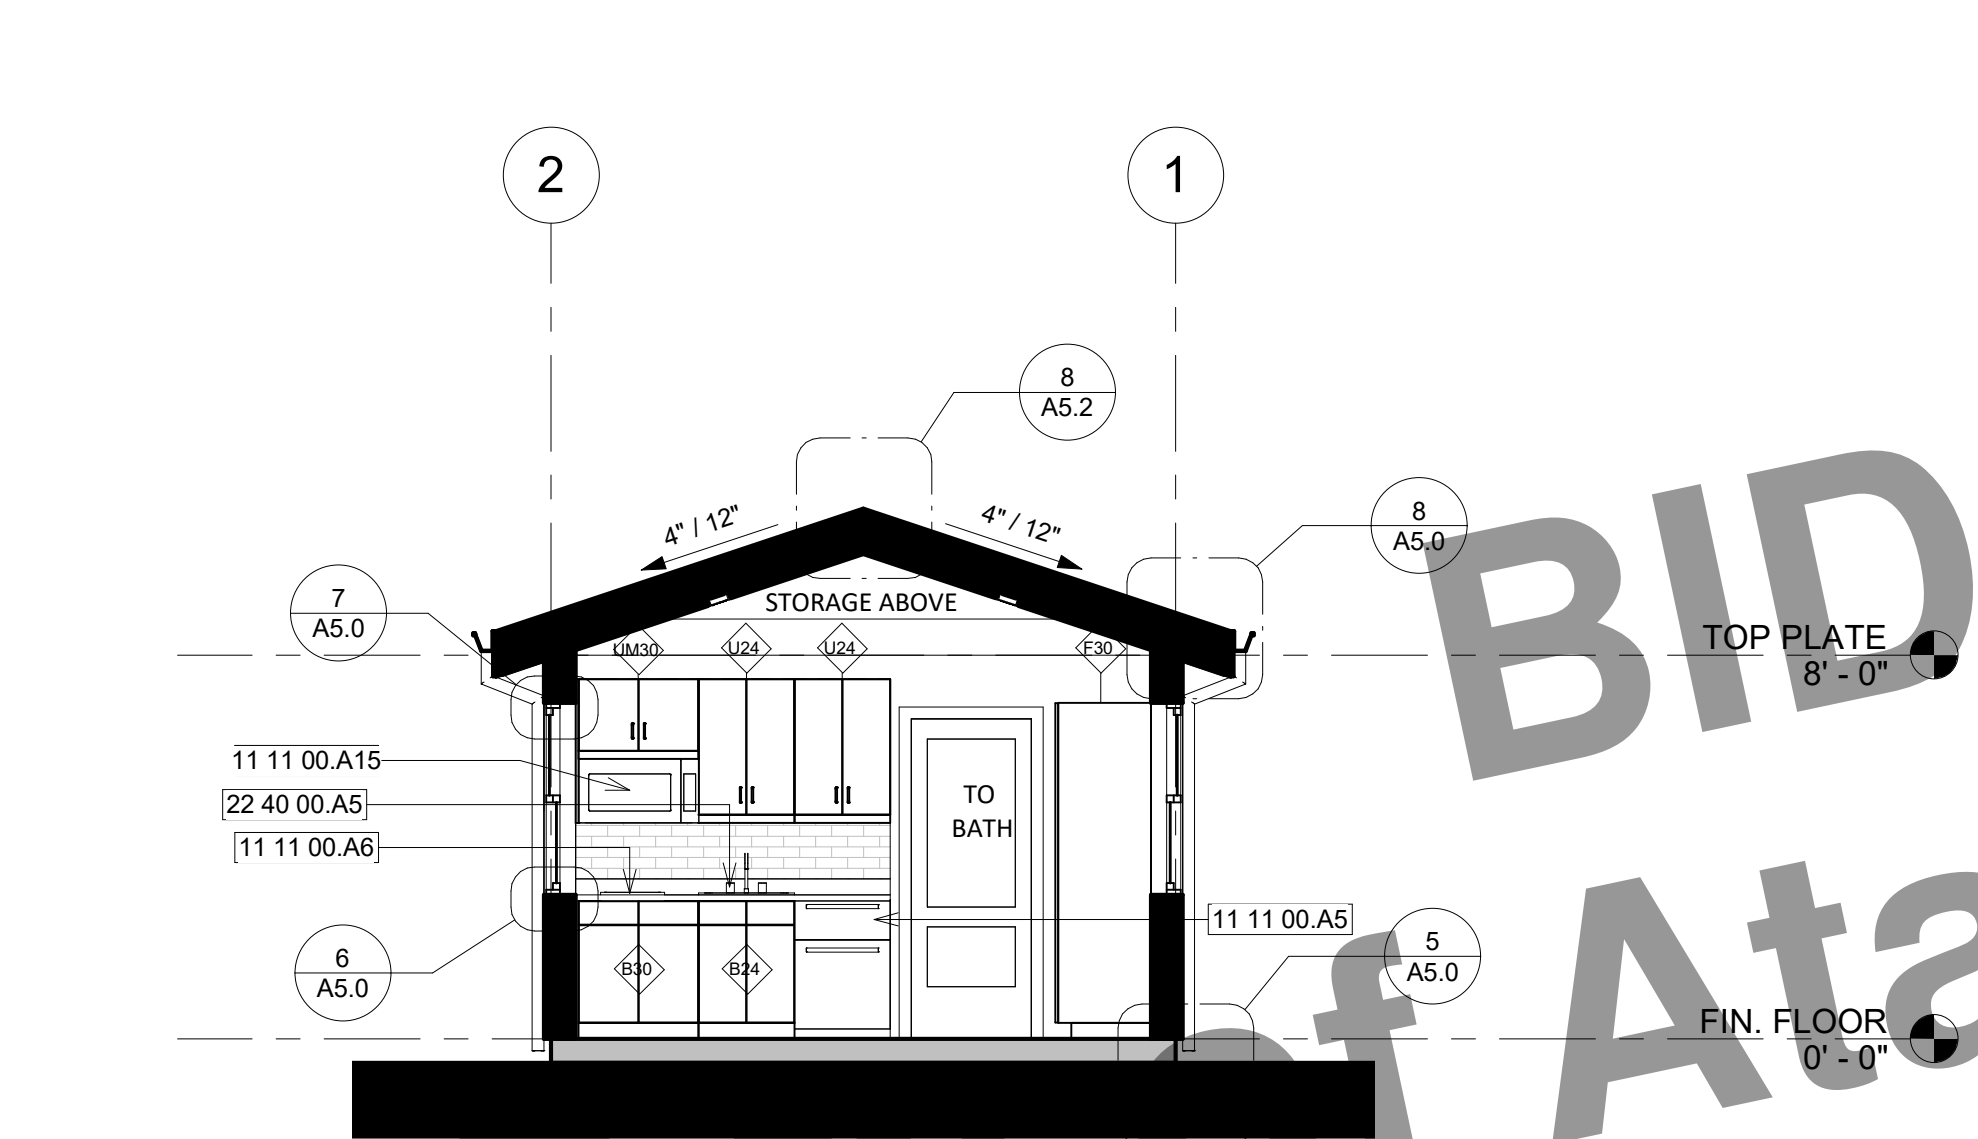 2
1
8
A5.2
8
A5.0
4" / 12"
4" / 12"
7
A5.0
STORAGE ABOVE
UM30
U24
U24
F30
TOP PLATE
8' - 0"
11 11 00.A15
22 40 00.A5
11 11 00.A6
TO
BATH
11 11 00.A5
B30
B24
6
A5.0
5
A5.0
FIN. FLOOR
0' - 0"
BID
of Ata